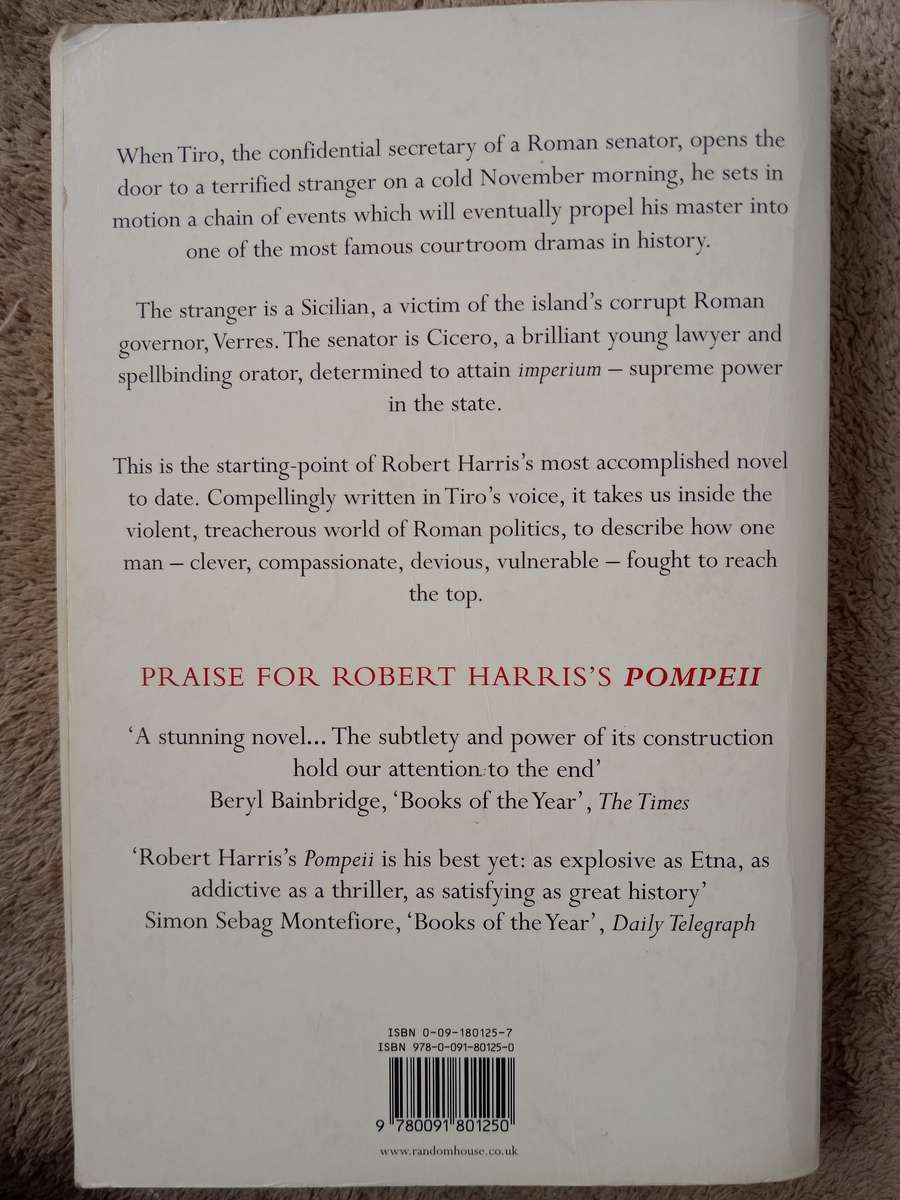 When Tiro, the confidential secretary of a Roman senator, opens the
door to a terrified stranger on a cold November morning, he sets in
motion a chain of events which will eventually propel his master into
one of the most famous courtroom dramas in history.
The stranger is a Sicilian, a victim of the island's corrupt Roman
governor, Verres. The senator is Cicero, a brilliant young lawyer and
spellbinding orator, determined to attain imperium – supreme power
in the state.
This is the starting-point of Robert Harris's most accomplished novel
to date. Compellingly written in Tiro's voice, it takes us inside the
violent, treacherous world of Roman politics, to describe how one
man – clever, compassionate, devious, vulnerable – fought to reach
the top.
PRAISE FOR ROBERT HARRIS'S POMPEII
'A stunning novel... The subtlety and power of its construction
hold our attention to the end'
Beryl Bainbridge, 'Books of the Year', The Times
'Robert Harris's Pompeii is his best yet: as explosive as Etna, as
addictive as a thriller, as satisfying as great history'
Simon Sebag Montefiore, 'Books of the Year', Daily Telegraph
ISBN 0-09-180125-7
ISBN 978-0-091-80125-0
9 780091 801250
www.randomhouse.co.uk